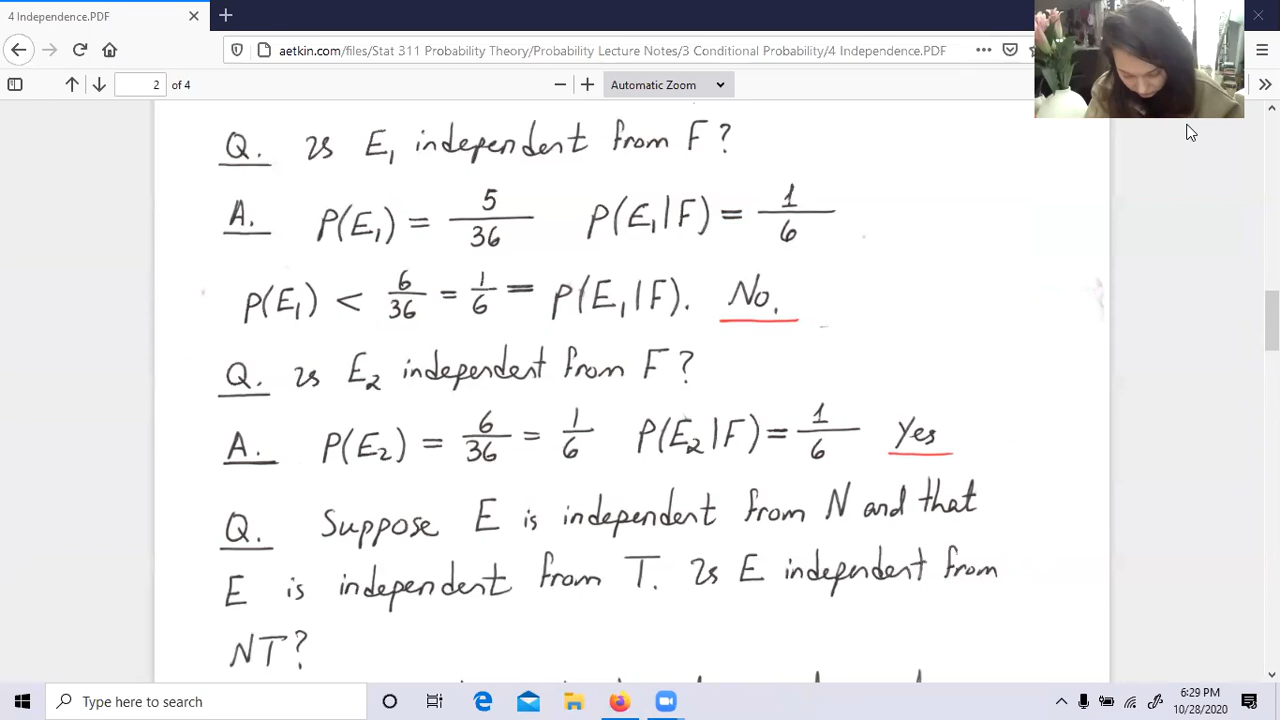 4 Independence.PDF
aetkin.com/files/Stat 311 Probability Theory/Probability Lecture Notes/3 Conditional Probability/4 Independence.PDF
2 of 4
Automatic Zoom
Q. Is E₁ independent from F?
A. P(E₁) = 5/36 P(E₁|F) = 1/6
P(E₁) < 6/36 = 1/6 = P(E₁|F). No.
Q. Is E₂ independent from F?
A. P(E₂) = 6/36 = 1/6 P(E₂|F) = 1/6 Yes
Q. Suppose E is independent from N and that
E is independent from T. Is E independent from
NT?
Type here to search
6:29 PM
10/28/2020